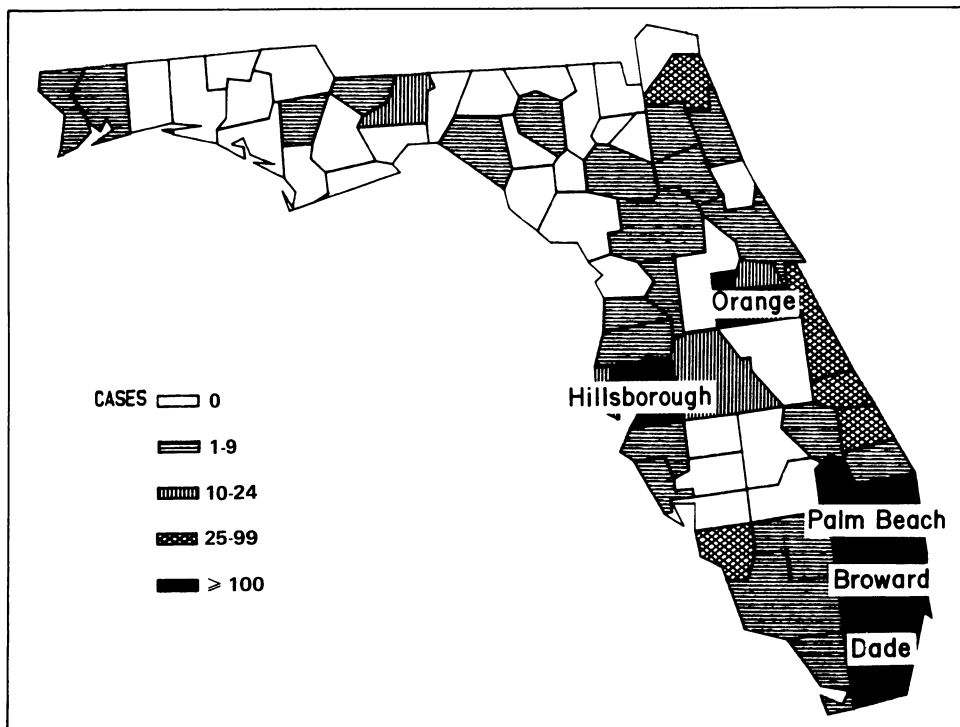 Orange
Hillsborough
CASES 0
1-9
10-24
25-99
⩾ 100
Palm Beach
Broward
Dade